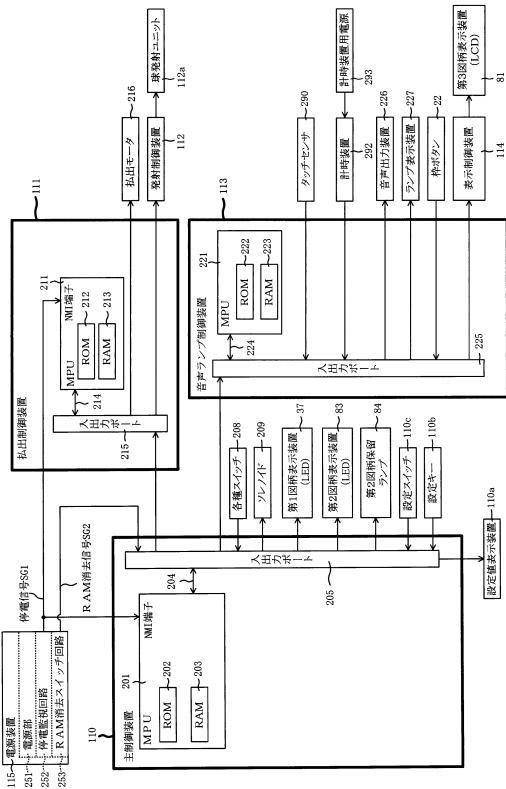 115
電源装置
251
電源部
252
停電監視回路
253
RAM消去スイッチ回路
停電信号SG1
RAM消去信号SG2
110
主制御装置
201
MPU
NMI端子
ROM
202
RAM
203
204
入出力ポート
205
111
払出制御装置
211
MPU
NMI端子
ROM
212
RAM
213
214
入出力ポート
215
払出モータ
216
発射制御装置
112
球発射ユニット
112a
各種スイッチ
208
ソレノイド
209
第1図柄表示装置
(LED)
37
第2図柄表示装置
(LED)
83
第2図柄保留
ランプ
84
設定スイッチ
110c
設定キー
110b
設定値表示装置
110a
113
音声ランプ制御装置
221
MPU
ROM
222
RAM
223
224
入出力ポート
225
タッチセンサ
290
計時装置
292
計時装置用電源
293
音声出力装置
226
ランプ表示装置
227
枠ボタン
22
表示制御装置
114
第3図柄表示装置
(LCD)
81